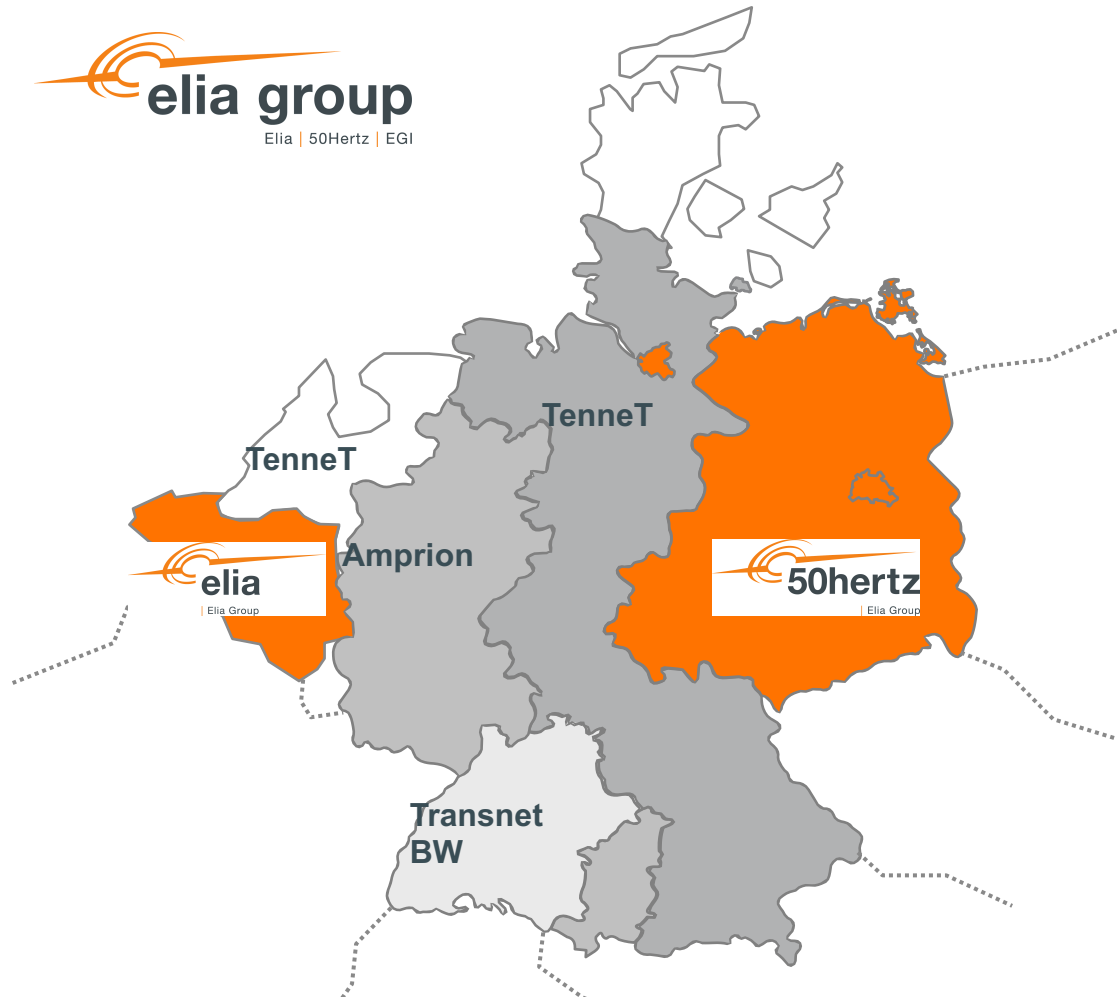 elia group
Elia | 50Hertz | EGI
TenneT
TenneT
Amprion
elia
| Elia Group
50hertz
| Elia Group
Transnet
BW